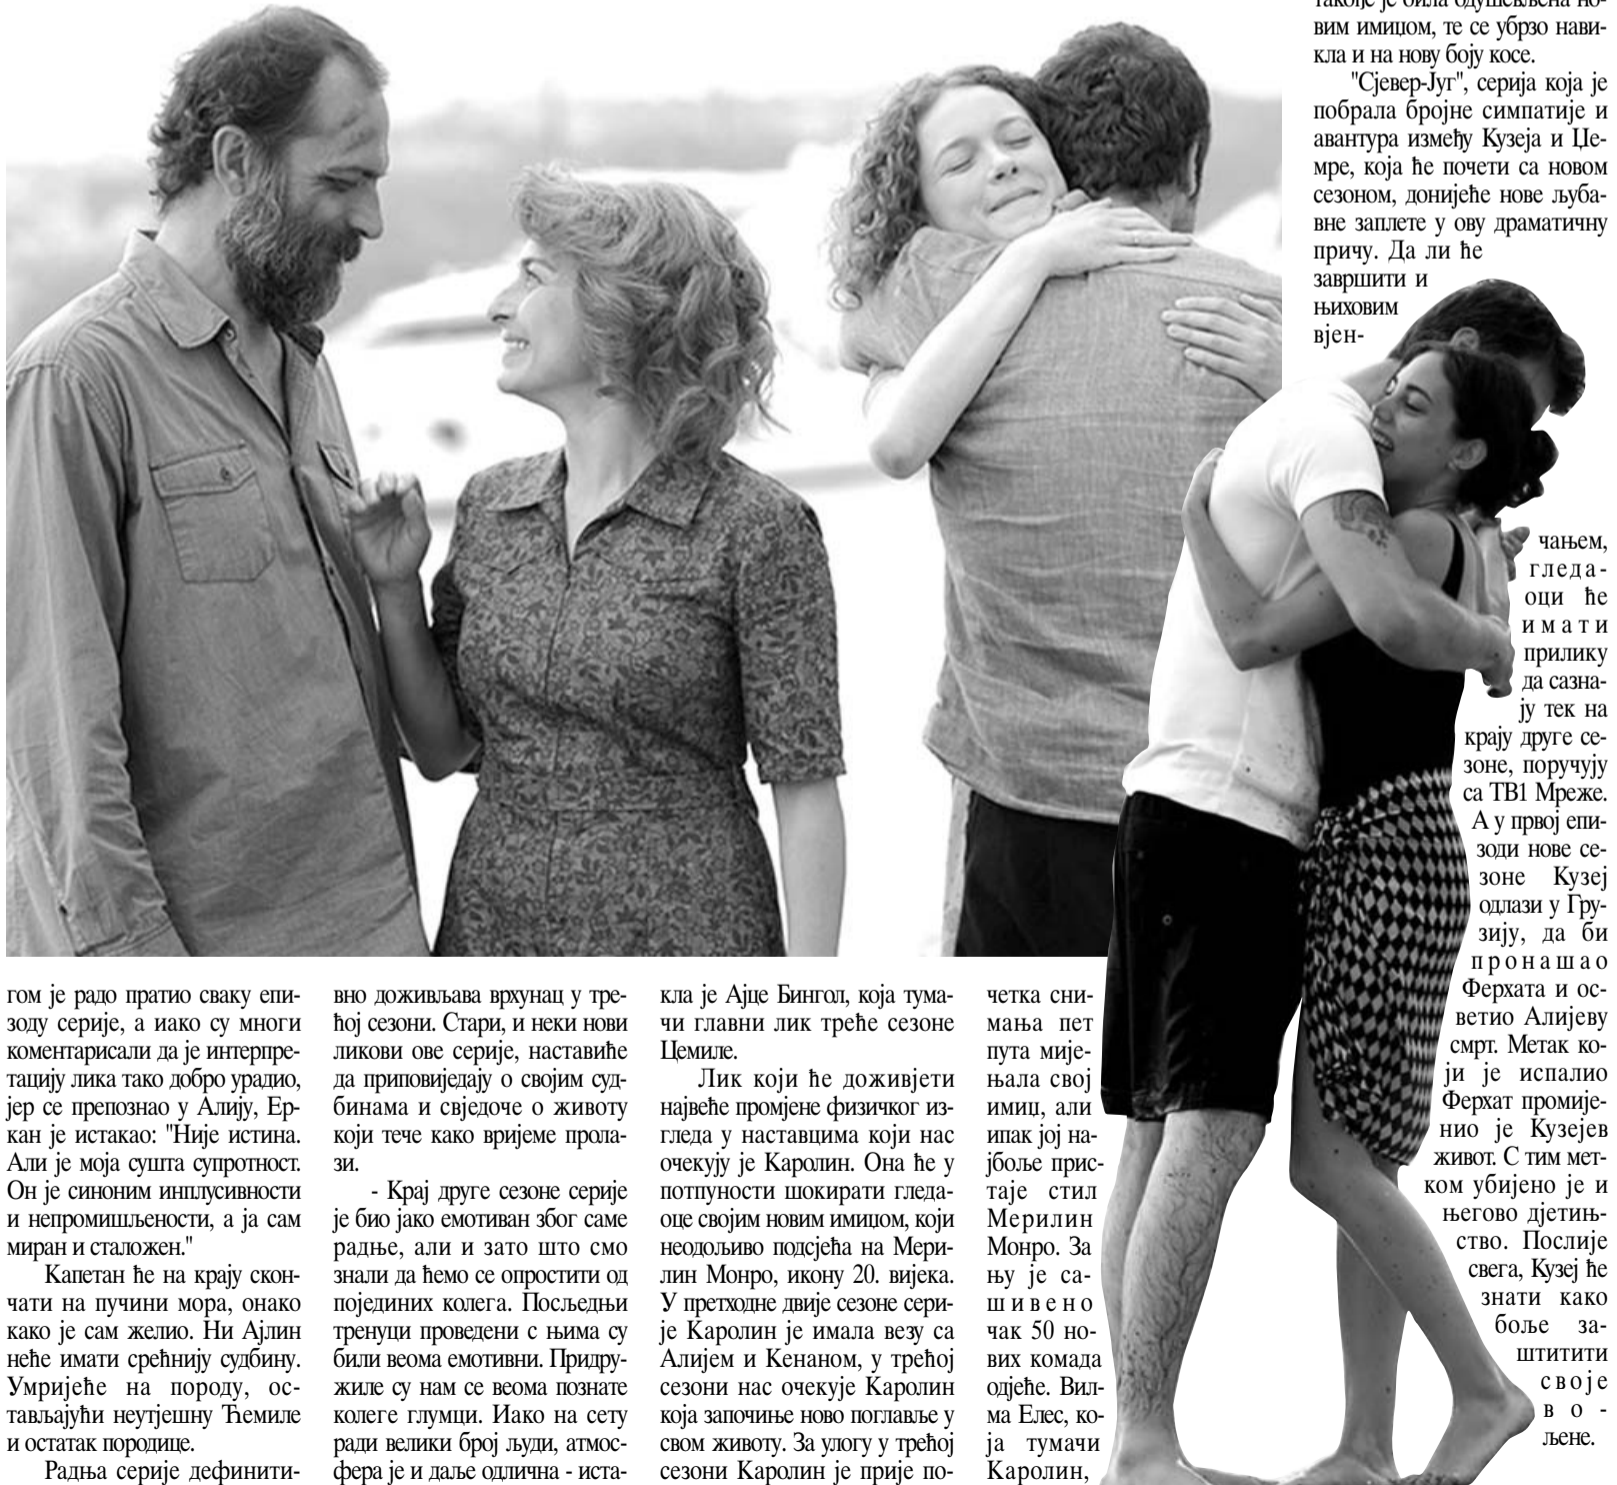 гом је радо пратио сваку епи-
зоду серије, а иако су многи
коментарисали да је интерпре-
тацију лика тако добро урадио,
јер се препознао у Алију, Ер-
кан је истакао: "Није истина.
Али је моја сушта супротност.
Он је синоним инплусивности
и непромишљености, а ја сам
миран и сталожен."
Капетан ће на крају скон-
чати на пучини мора, онако
како је сам желио. Ни Ајлин
неће имати срећнију судбину.
Умријеће на породу, ос-
тављајући неутјешну Ћемиле
и остатак породице.
Радња серије дефинити-
вно доживљава врхунац у тре-
ћој сезони. Стари, и неки нови
ликови ове серије, наставиће
да приповиједају о својим суд-
бинама и свједоче о животу
који тече како вријеме прола-
зи.
- Крај друге сезоне серије
је био јако емотиван због саме
радње, али и зато што смо
знали да ћемо се опростити од
појединих колега. Посљедњи
тренуци проведени с њима су
били веома емотивни. Придру-
жиле су нам се веома познате
колеге глумци. Иако на сету
ради велики број људи, атмос-
фера је и даље одлична - иста-
кла је Ајце Бингол, која тума-
чи главни лик треће сезоне
Цемиле.
Лик који ће доживјети
највеће промјене физичког из-
гледа у наставцима који нас
очекују је Каролин. Она ће у
потпуности шокирати гледа-
оце својим новим имиџом, који
неодољиво подсјећа на Мери-
лин Монро, икону 20. вијека.
У претходне двије сезоне сери-
је Каролин је имала везу са
Алијем и Кенаном, у трећој
сезони нас очекује Каролин
која започиње ново поглавље у
свом животу. За улогу у трећој
сезони Каролин је прије по-
четка сни-
мања пет
пута мије-
њала свој
имиџ, али
ипак јој на-
јбоље прис-
таје стил
Мерилин
Монро. За
њу је са-
шивено
чак 50 но-
вих комада
одјеће. Вил-
ма Елес, ко-
ја тумачи
Каролин,
такође је била одушевљена но-
вим имиџом, те се убрзо нави-
кла и на нову боју косе.
"Сјевер-Југ", серија која је
побрала бројне симпатије и
авантура између Кузеја и Џе-
мре, која ће почети са новом
сезоном, донијеће нове љуба-
вне заплете у ову драматичну
причу. Да ли ће
завршити и
њиховим
вјен-
чањем,
гледа-
оци ће
имати
прилику
да сазна-
ју тек на
крају друге се-
зоне, поручују
са ТВ1 Мреже.
А у првој епи-
зоди нове се-
зоне Кузеј
одлази у Гру-
зију, да би
пронашао
Ферхата и ос-
ветио Алијеву
смрт. Метак ко-
ји је испалио
Ферхат промије-
нио је Кузејев
живот. С тим мет-
ком убијено је и
његово дјетињ-
ство. Послије
свега, Кузеј ће
знати како
боље за-
штитити
своје
во-
љене.